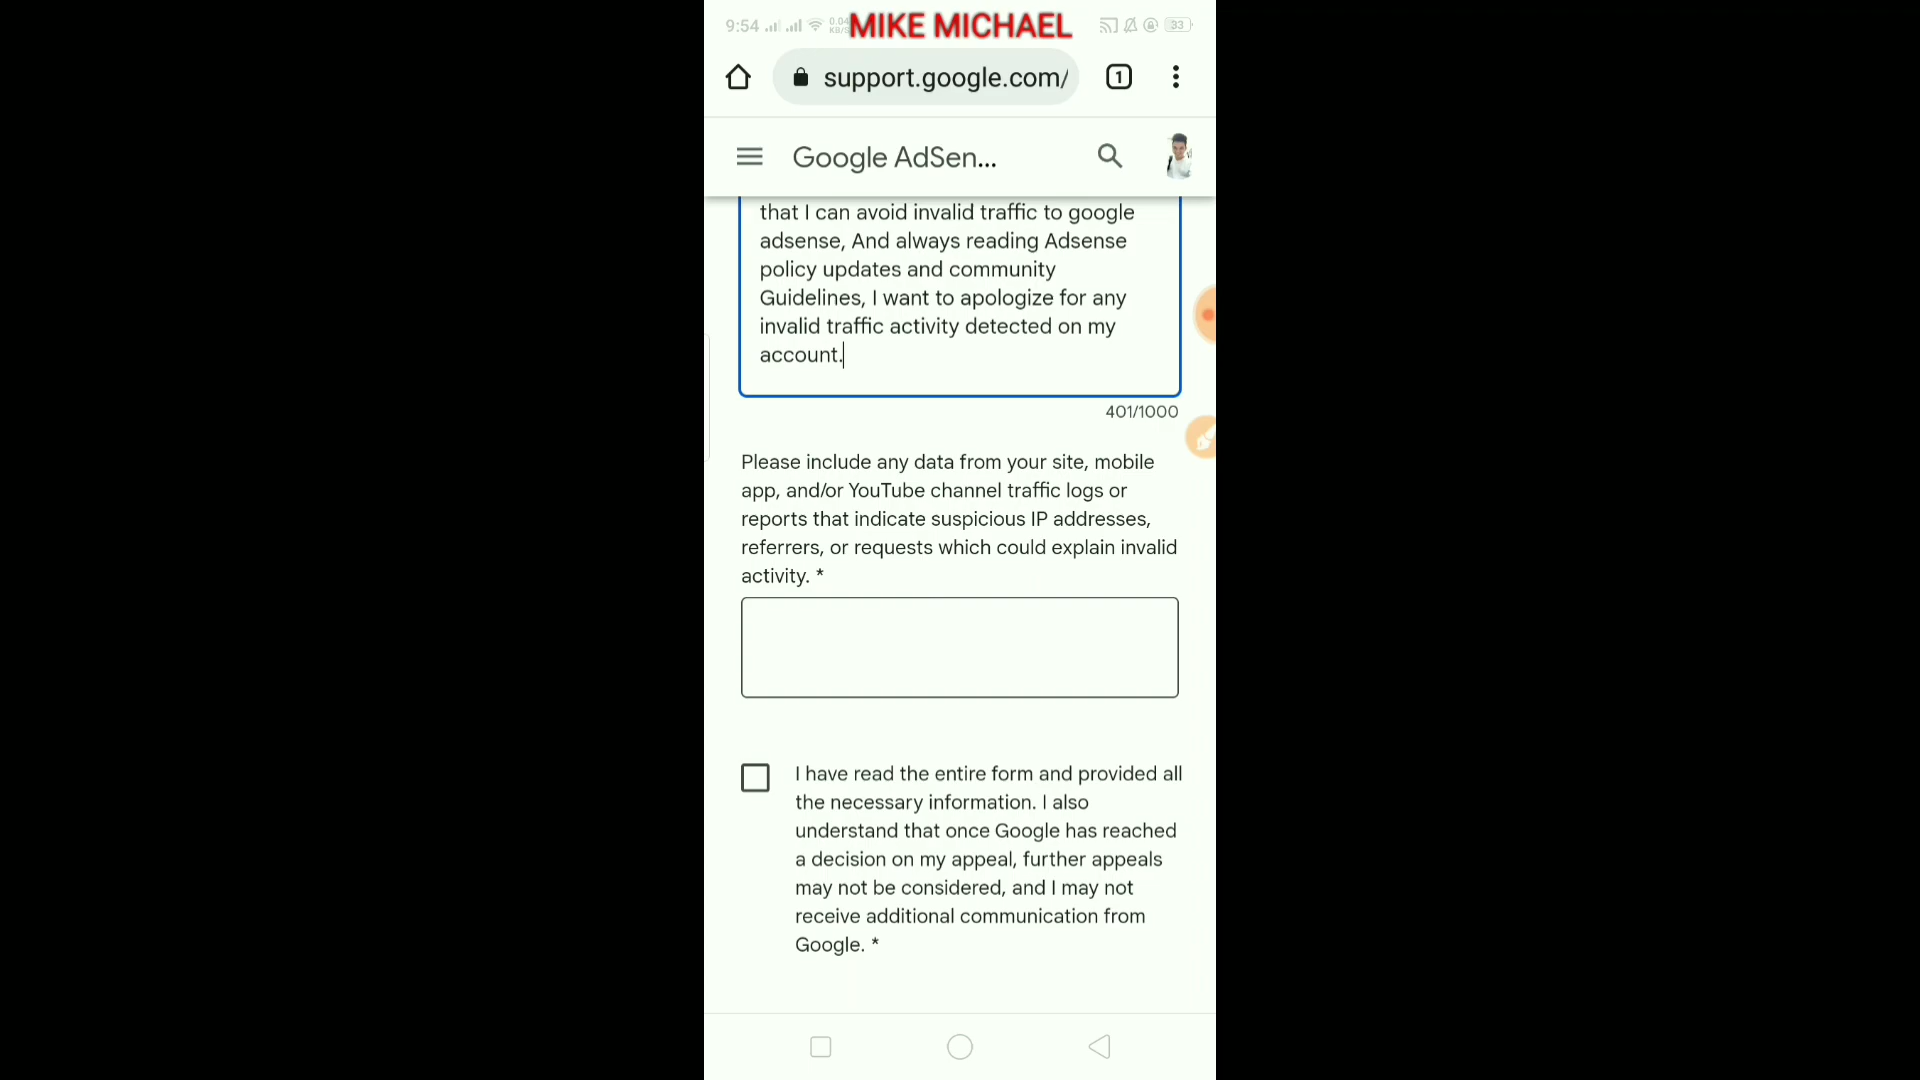 9:54 0.04 KB/S MIKE MICHAEL 33
support.google.com/ 1
Google AdSen...
that I can avoid invalid traffic to google
adsense, And always reading Adsense
policy updates and community
Guidelines, I want to apologize for any
invalid traffic activity detected on my
account.
401/1000
Please include any data from your site, mobile
app, and/or YouTube channel traffic logs or
reports that indicate suspicious IP addresses,
referrers, or requests which could explain invalid
activity. *
I have read the entire form and provided all
the necessary information. I also
understand that once Google has reached
a decision on my appeal, further appeals
may not be considered, and I may not
receive additional communication from
Google. *